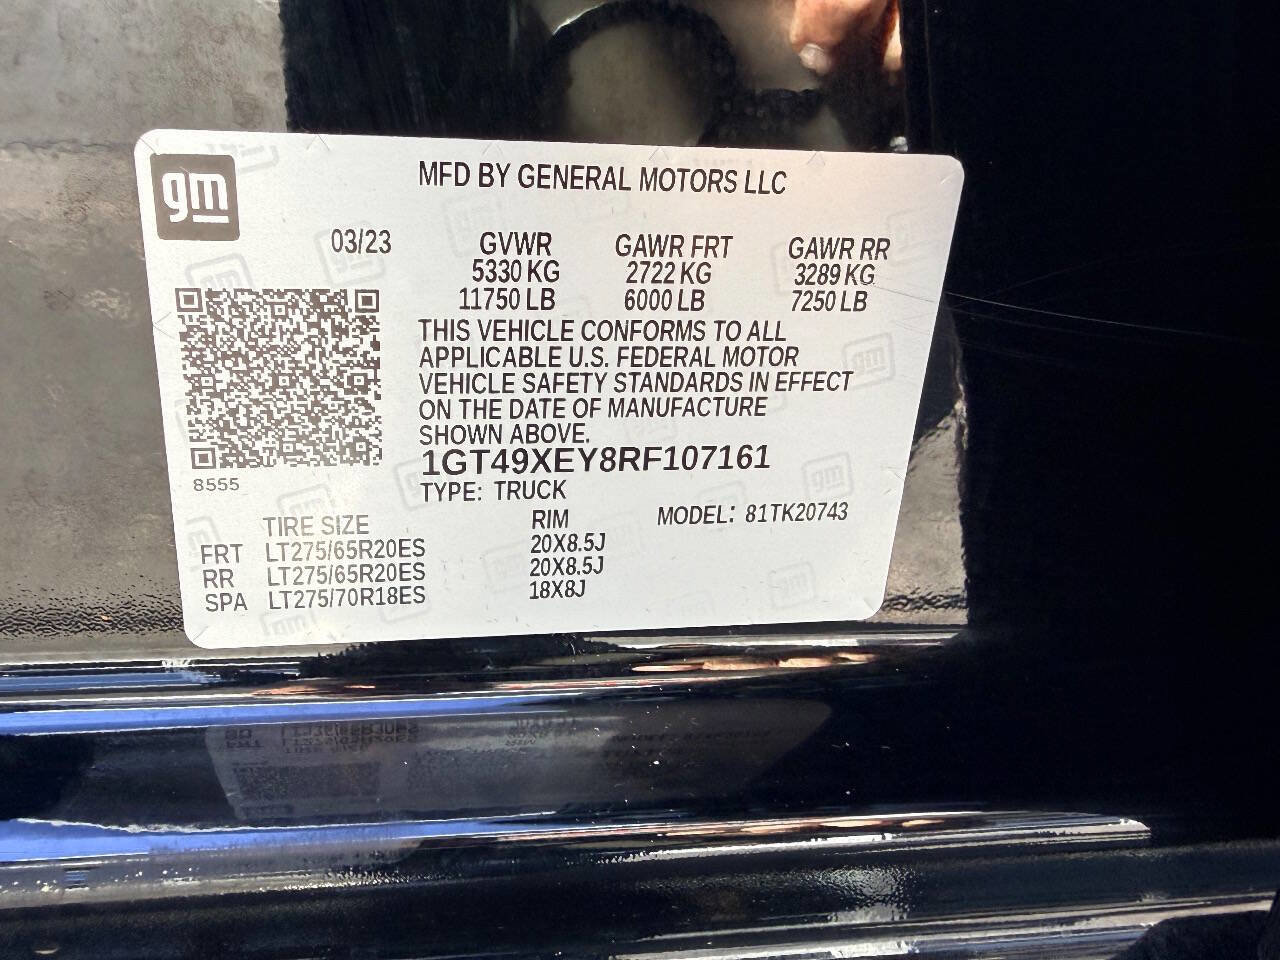 gm
MFD BY GENERAL MOTORS LLC
03/23 GVWR GAWR FRT GAWR RR
5330 KG 2722 KG 3289 KG
11750 LB 6000 LB 7250 LB
THIS VEHICLE CONFORMS TO ALL
APPLICABLE U.S. FEDERAL MOTOR
VEHICLE SAFETY STANDARDS IN EFFECT
ON THE DATE OF MANUFACTURE
SHOWN ABOVE.
1GT49XEY8RF107161
8555
TYPE: TRUCK
TIRE SIZE RIM MODEL: 81TK20743
FRT LT275/65R20ES 20X8.5J
RR LT275/65R20ES 20X8.5J
SPA LT275/70R18ES 18X8J